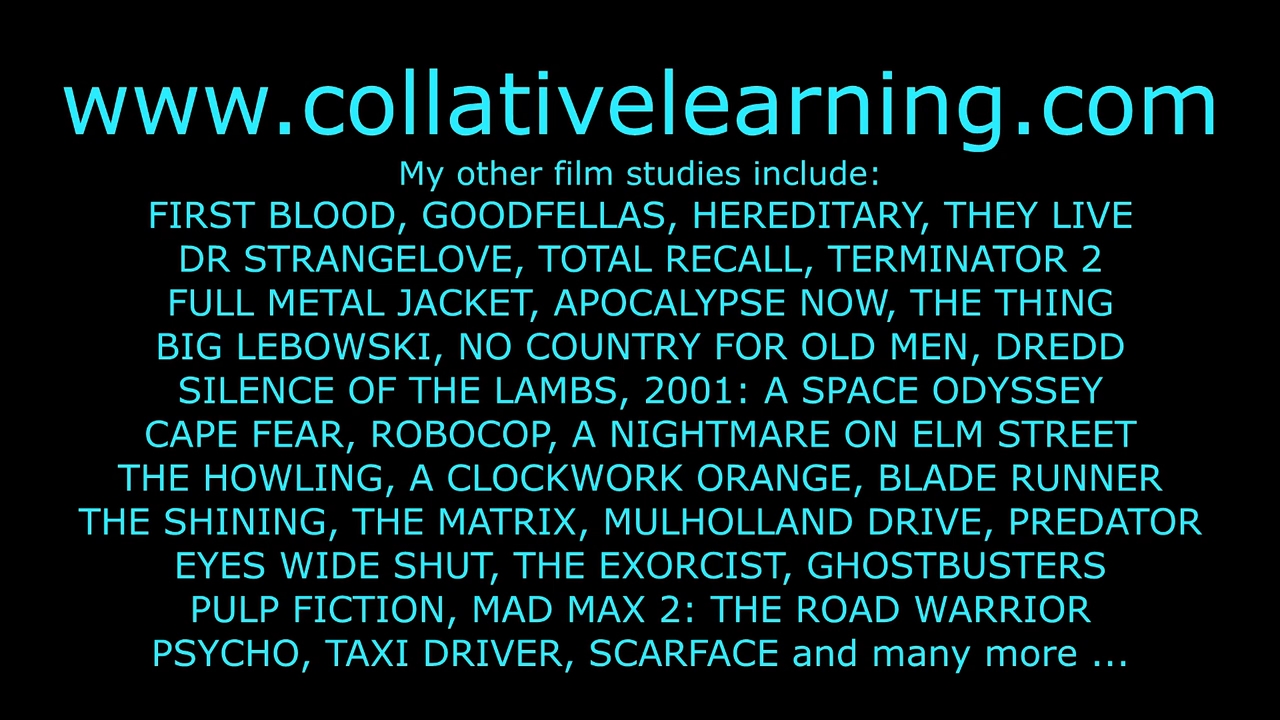 www.collativelearning.com
My other film studies include:
FIRST BLOOD, GOODFELLAS, HEREDITARY, THEY LIVE
DR STRANGELOVE, TOTAL RECALL, TERMINATOR 2
FULL METAL JACKET, APOCALYPSE NOW, THE THING
BIG LEBOWSKI, NO COUNTRY FOR OLD MEN, DREDD
SILENCE OF THE LAMBS, 2001: A SPACE ODYSSEY
CAPE FEAR, ROBOCOP, A NIGHTMARE ON ELM STREET
THE HOWLING, A CLOCKWORK ORANGE, BLADE RUNNER
THE SHINING, THE MATRIX, MULHOLLAND DRIVE, PREDATOR
EYES WIDE SHUT, THE EXORCIST, GHOSTBUSTERS
PULP FICTION, MAD MAX 2: THE ROAD WARRIOR
PSYCHO, TAXI DRIVER, SCARFACE and many more ...